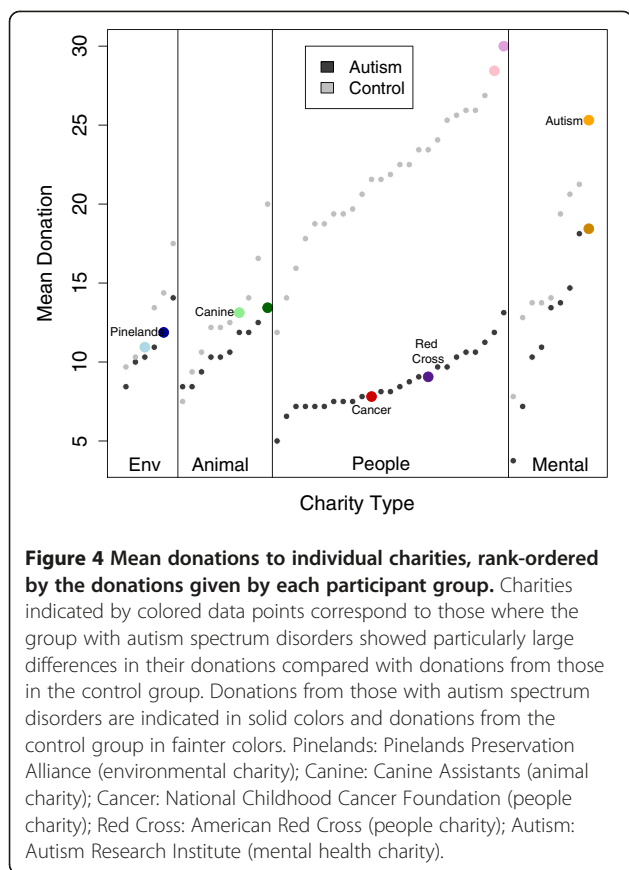 30
25
20
15
10
5
Mean Donation
Autism
Control
Autism
Pinelands
Canine
Red
Cross
Cancer
Env
Animal
People
Mental
Charity Type
Figure 4 Mean donations to individual charities, rank-ordered
by the donations given by each participant group. Charities
indicated by colored data points correspond to those where the
group with autism spectrum disorders showed particularly large
differences in their donations compared with donations from those
in the control group. Donations from those with autism spectrum
disorders are indicated in solid colors and donations from the
control group in fainter colors. Pinelands: Pinelands Preservation
Alliance (environmental charity); Canine: Canine Assistants (animal
charity); Cancer: National Childhood Cancer Foundation (people
charity); Red Cross: American Red Cross (people charity); Autism:
Autism Research Institute (mental health charity).